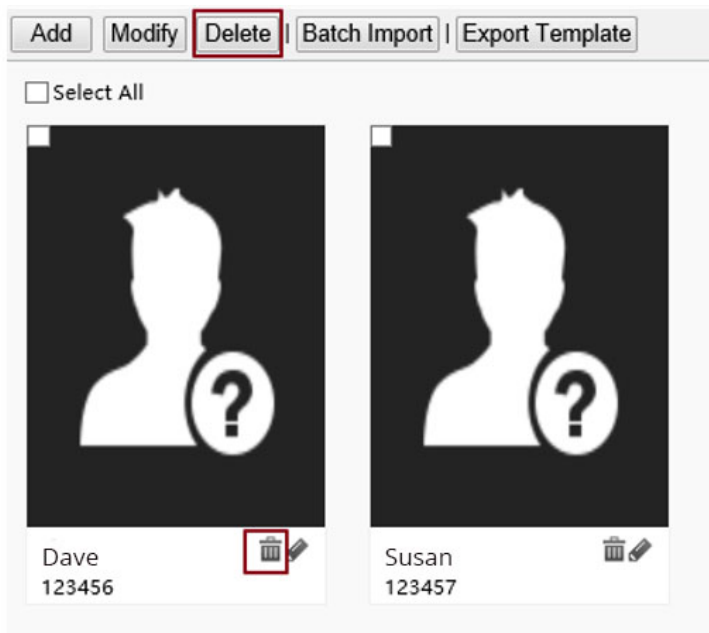 Add Modify Delete | Batch Import | Export Template
Select All
? ?
Dave Susan
123456 123457